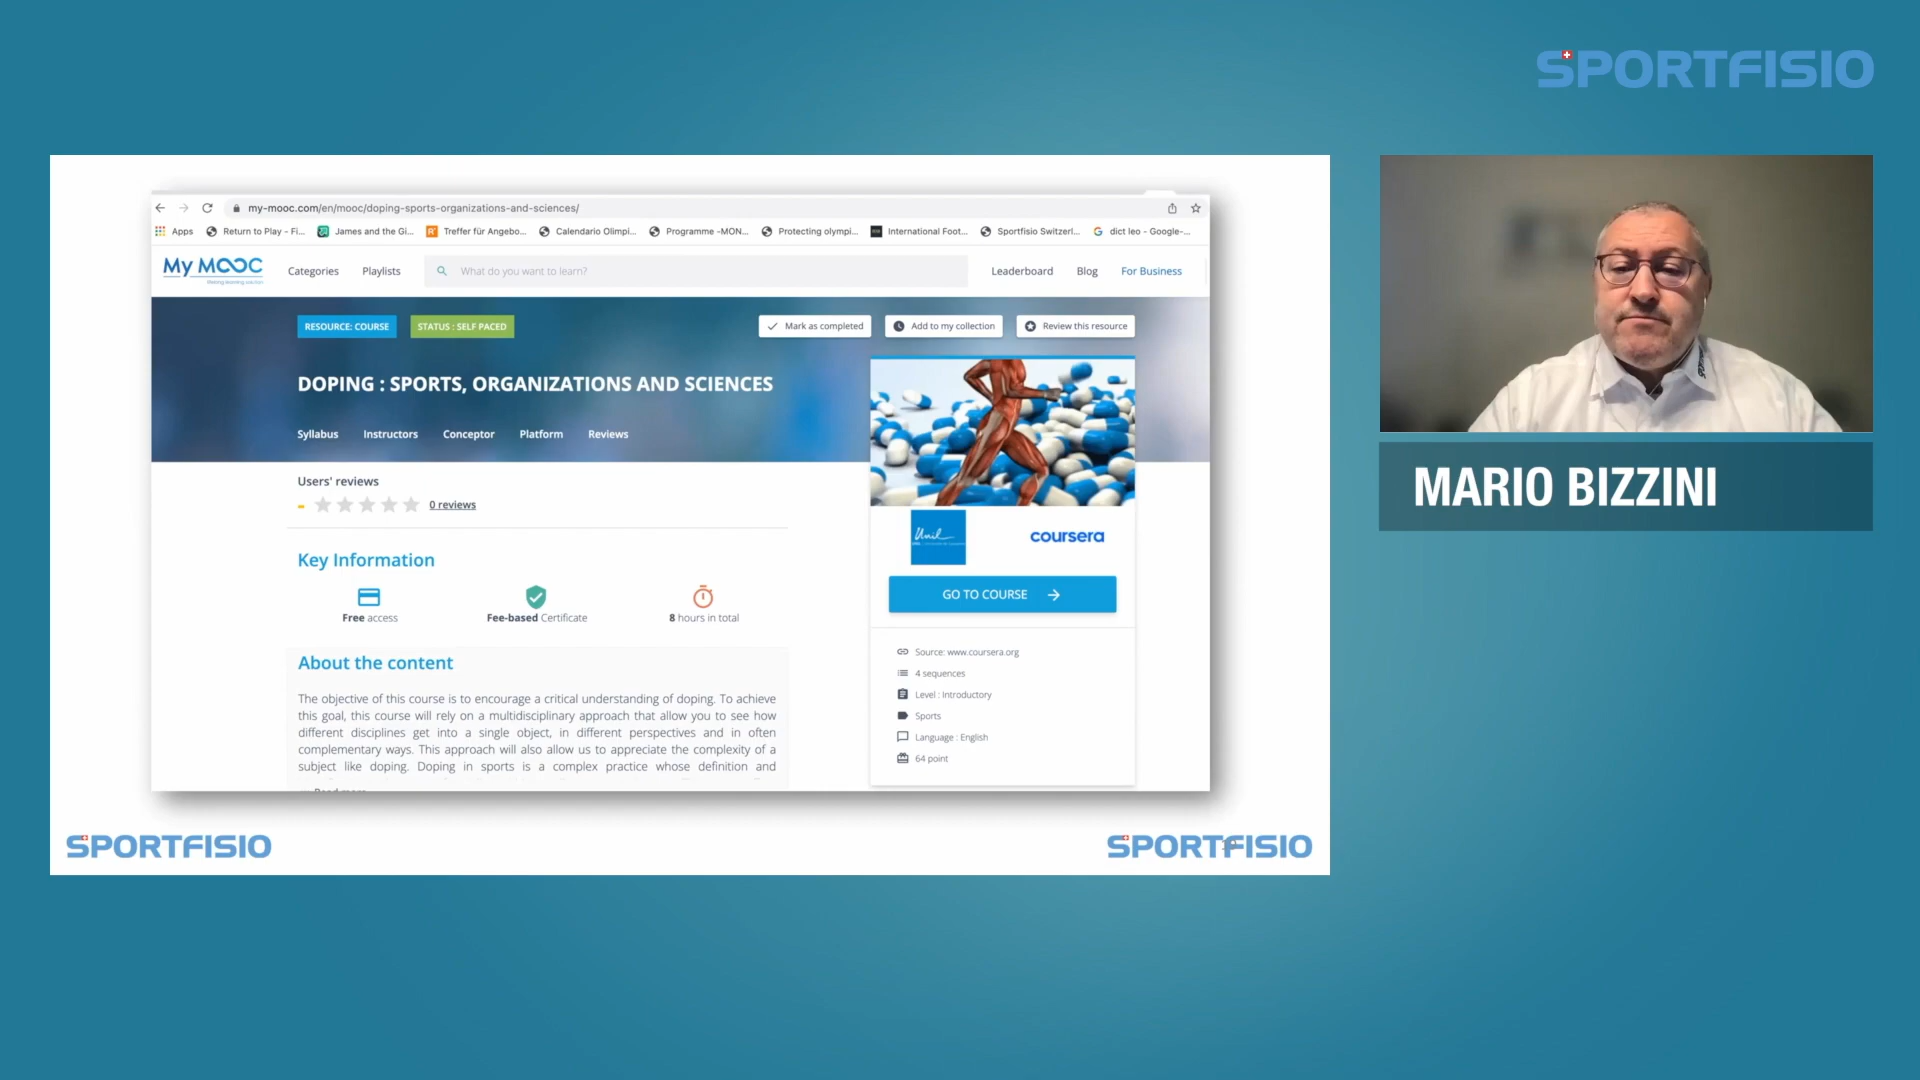 SPORTFISIO
my-mooc.com/en/mooc/doping-sports-organizations-and-sciences/
Apps Return to Play - Fi... James and the Gi... Treffer für Angebo... Calendario Olimpi... Programme -MON... Protecting olympi... International Foot... Sportfisio Switzerl... dict leo - Google-...
My MOOC
lifelong learning solution
Categories Playlists What do you want to learn? Leaderboard Blog For Business
RESOURCE: COURSE STATUS : SELF PACED Mark as completed Add to my collection Review this resource
DOPING : SPORTS, ORGANIZATIONS AND SCIENCES
Syllabus Instructors Conceptor Platform Reviews
Users' reviews
0 reviews
Key Information
Free access Fee-based Certificate 8 hours in total
About the content
The objective of this course is to encourage a critical understanding of doping. To achieve
this goal, this course will rely on a multidisciplinary approach that allow you to see how
different disciplines get into a single object, in different perspectives and in often
complementary ways. This approach will also allow us to appreciate the complexity of a
subject like doping. Doping in sports is a complex practice whose definition and
Read more
Unil
coursera
GO TO COURSE
Source: www.coursera.org
4 sequences
Level : Introductory
Sports
Language : English
64 point
SPORTFISIO
SPORTFISIO
MARIO BIZZINI